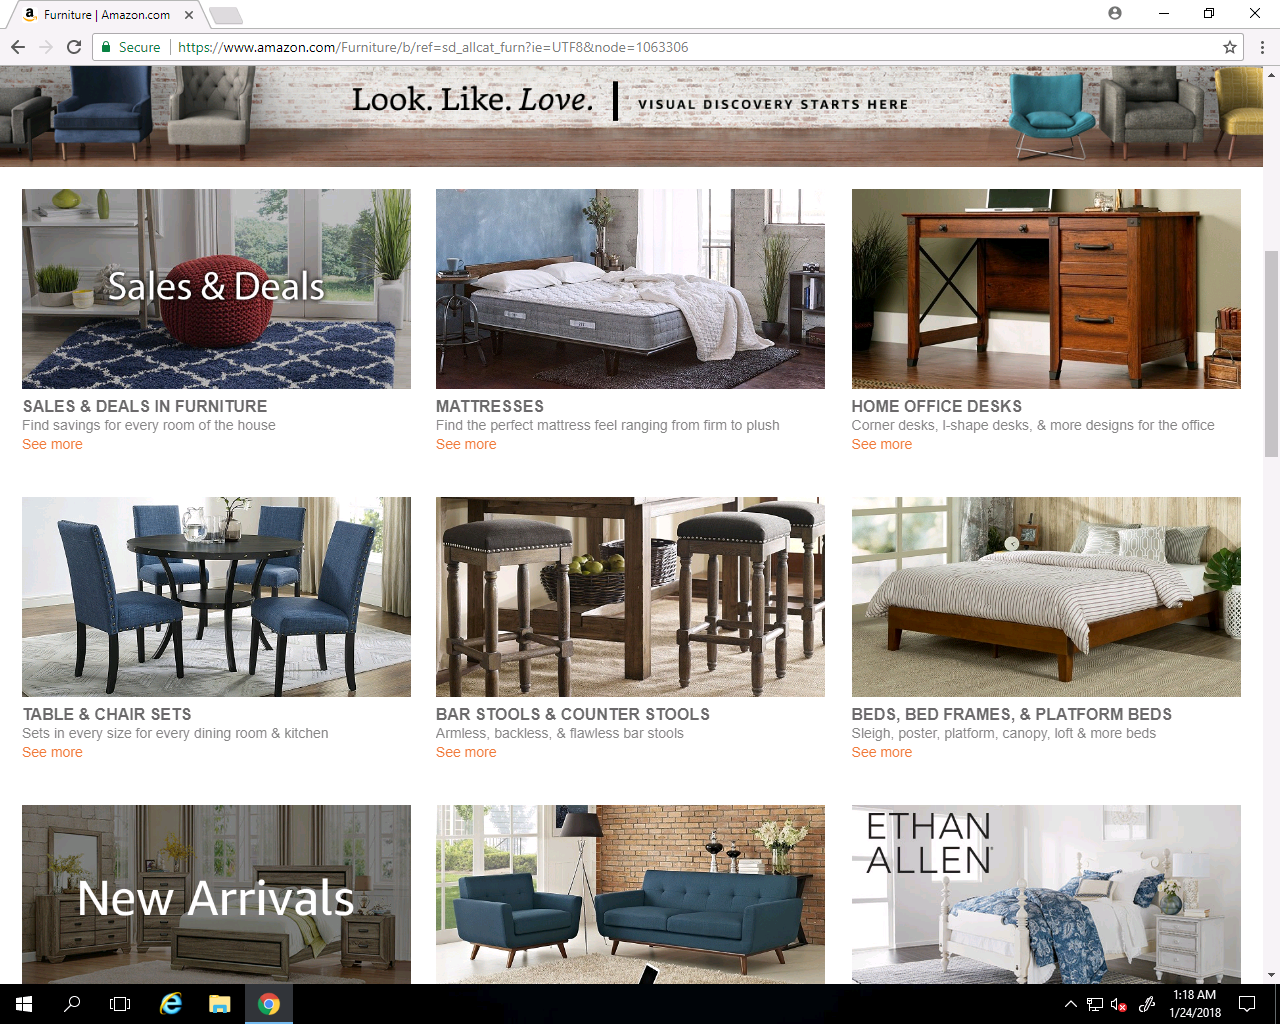 Furniture | Amazon.com
Secure
https://www.amazon.com/Furniture/b/ref=sd_allcat_furn?ie=UTF8&node=1063306
Look. Like. Love. | VISUAL DISCOVERY STARTS HERE
Sales & Deals
SALES & DEALS IN FURNITURE
Find savings for every room of the house
See more
MATTRESSES
Find the perfect mattress feel ranging from firm to plush
See more
HOME OFFICE DESKS
Corner desks, l-shape desks, & more designs for the office
See more
TABLE & CHAIR SETS
Sets in every size for every dining room & kitchen
See more
BAR STOOLS & COUNTER STOOLS
Armless, backless, & flawless bar stools
See more
BEDS, BED FRAMES, & PLATFORM BEDS
Sleigh, poster, platform, canopy, loft & more beds
See more
New Arrivals
ETHAN
ALLEN
1:18 AM
1/24/2018